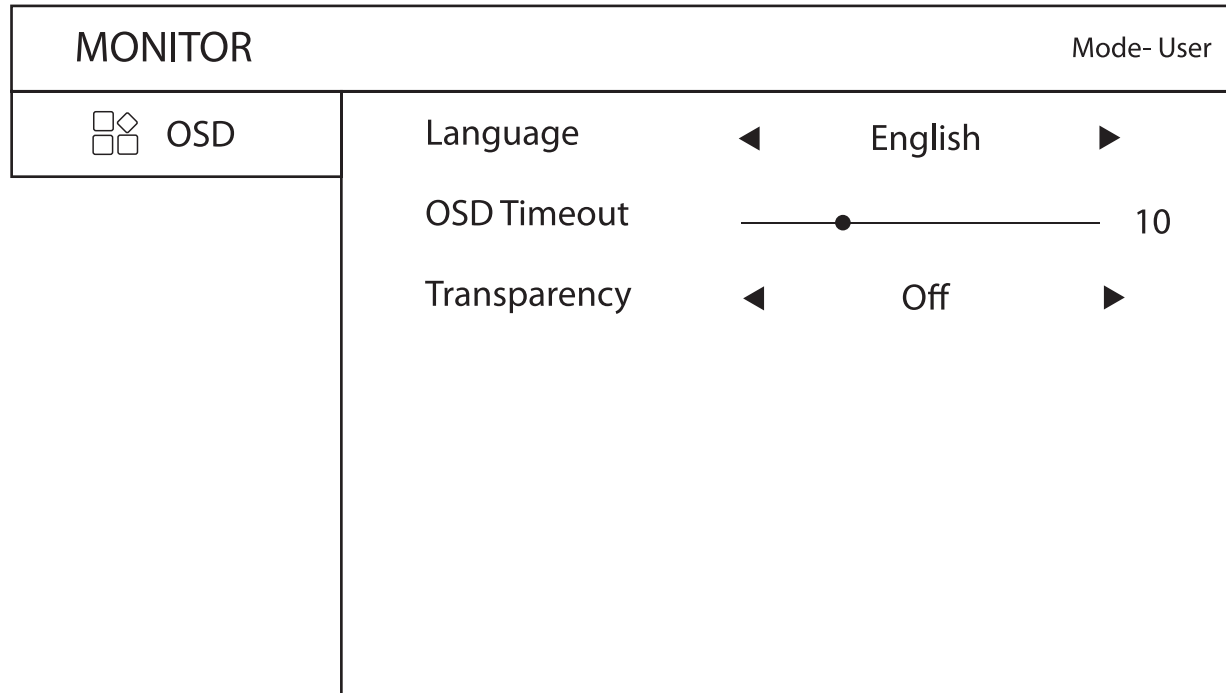 MONITOR Mode- User
OSD
Language English
OSD Timeout 10
Transparency Off